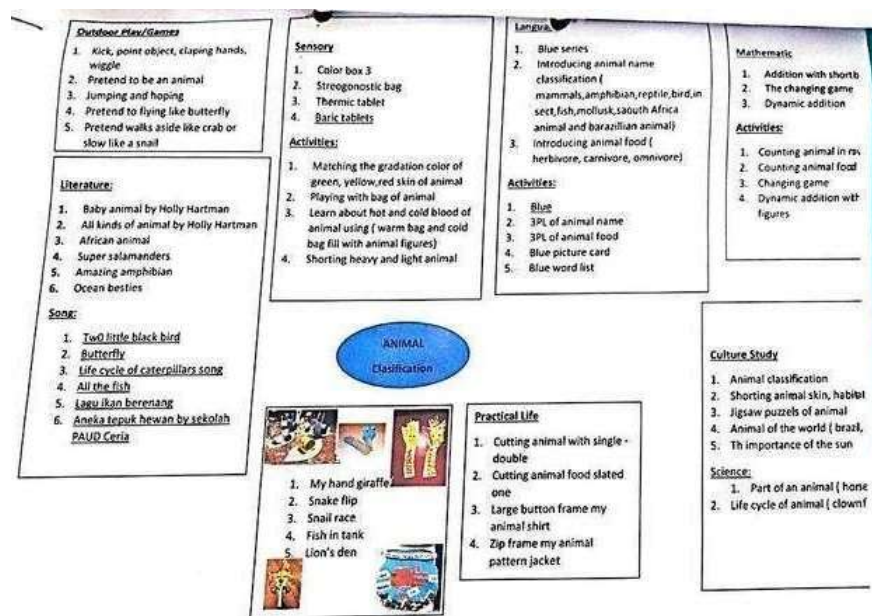 Outdoor Play/Games
1. Kick, point object, claping hands,
wiggle
2. Pretend to be an animal
3. Jumping and hoping
4. Pretend to flying like butterfly
5. Pretend walks aside like crab or
slow like a snail
Literature:
1. Baby animal by Holly Hartman
2. All kinds of animal by Holly Hartman
3. African animal
4. Super salamanders
5. Amazing amphibian
6. Ocean besties
Song:
1. TwO little black bird
2. Butterfly
3. Life cycle of caterpillars song
4. All the fish
5. Lagu ikan berenang
6. Aneka tepuk hewan by sekolah
PAUD Ceria
Sensory
1. Color box 3
2. Streogonostic bag
3. Thermic tablet
4. Baric tablets
Activities:
1. Matching the gradation color of
green, yellow,red skin of animal
2. Playing with bag of animal
3. Learn about hot and cold blood of
animal using ( warm bag and cold
bag fill with animal figures)
4. Shorting heavy and light animal
Langua
1. Blue series
2. Introducing animal name
classification (
mammals,amphibian,reptile,bird,in
sect,fish,mollusk,saouth Africa
animal and barazillian animal)
3. Introducing animal food (
herbivore, carnivore, omnivore)
Activities:
1. Blue
2. 3PL of animal name
3. 3PL of animal food
4. Blue picture card
5. Blue word list
Mathematic
1. Addition with short b
2. The changing game
3. Dynamic addition
Activities:
1. Counting animal in
2. Counting animal food
3. Changing game
4. Dynamic addition with
figures
ANIMAL
Clasification
1. My hand giraffe
2. Snake flip
3. Snail race
4. Fish in tank
5. Lion's den
Practical Life
1. Cutting animal with single -
double
2. Cutting animal food slated
one
3. Large button frame my
animal shirt
4. Zip frame my animal
pattern jacket
Culture Study
1. Animal classification
2. Shorting animal skin, habitat
3. Jigsaw puzzels of animal
4. Animal of the world ( brazil,
5. Th importance of the sun
Science:
1. Part of an animal ( horse
2. Life cycle of animal ( clownf